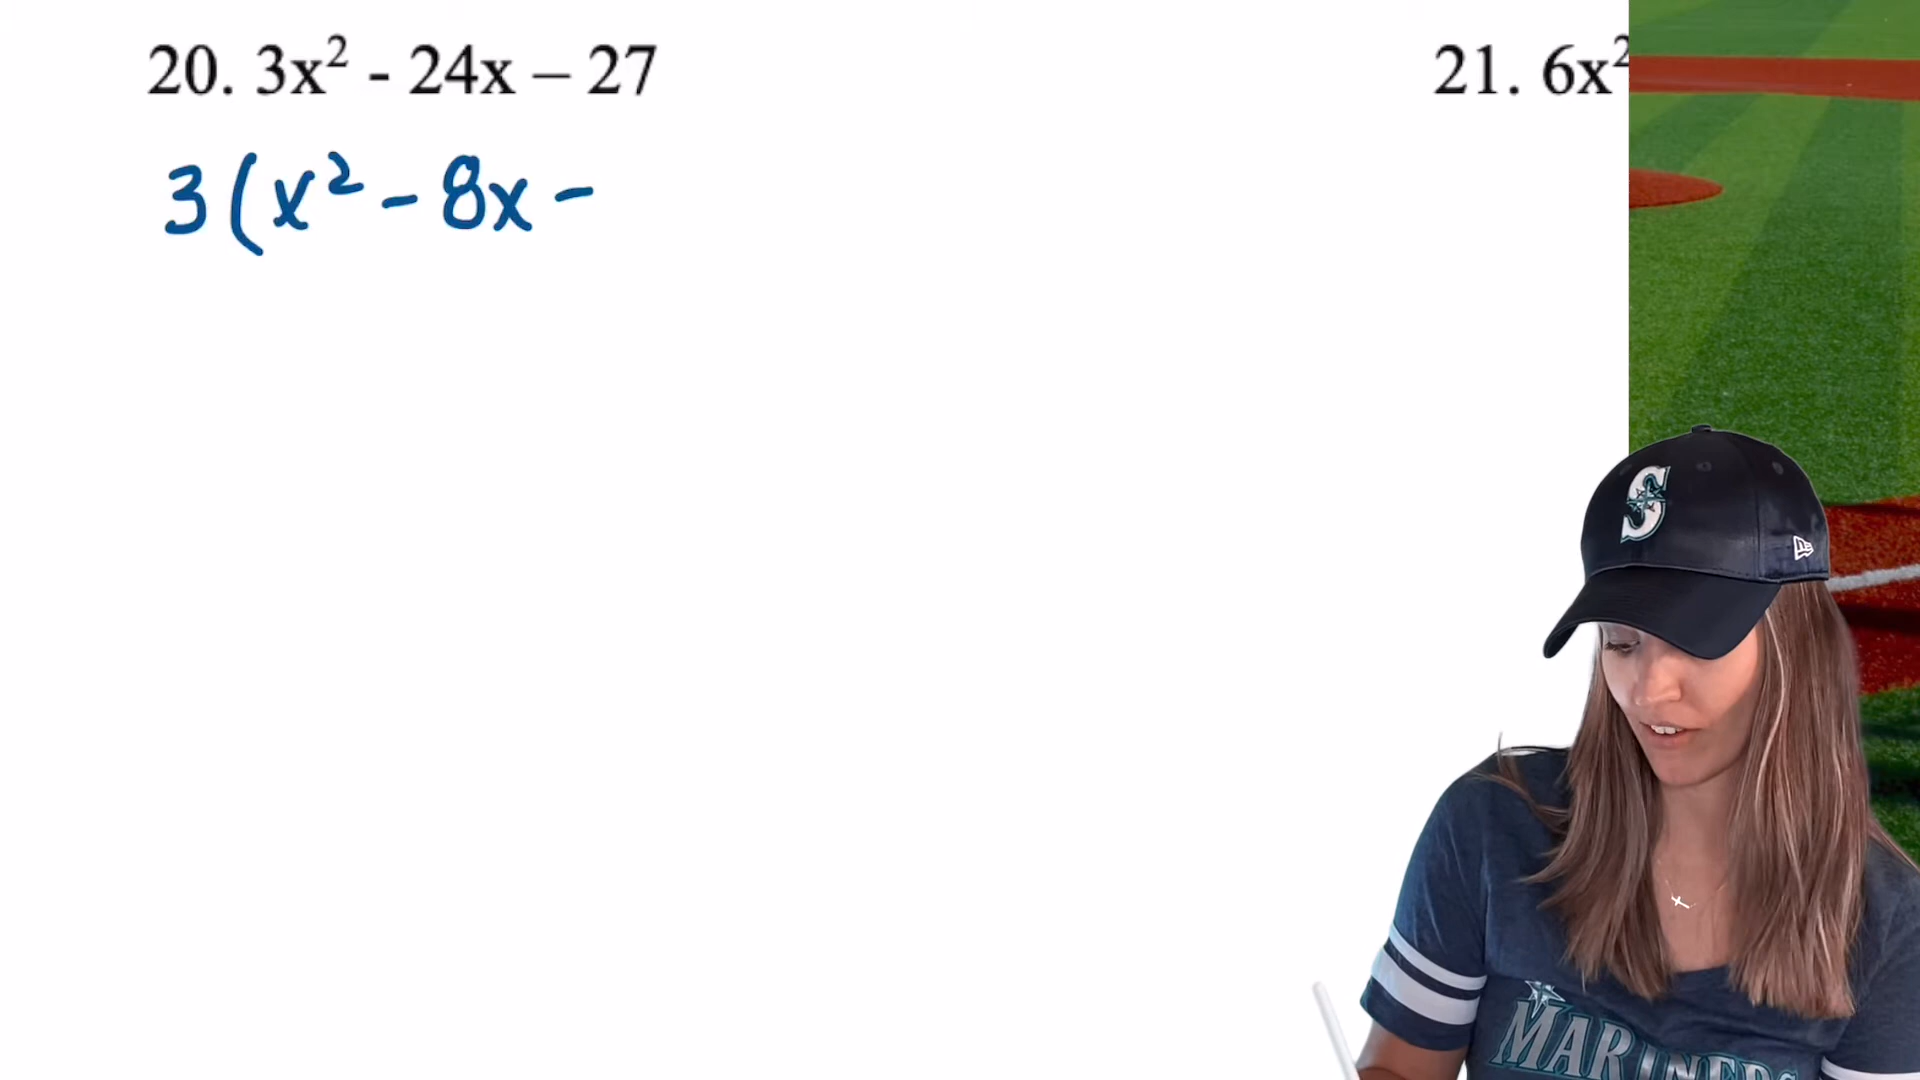 20. 3x² - 24x – 27
21. 6x²
3 ( x² - 8x -
S
MARINERS